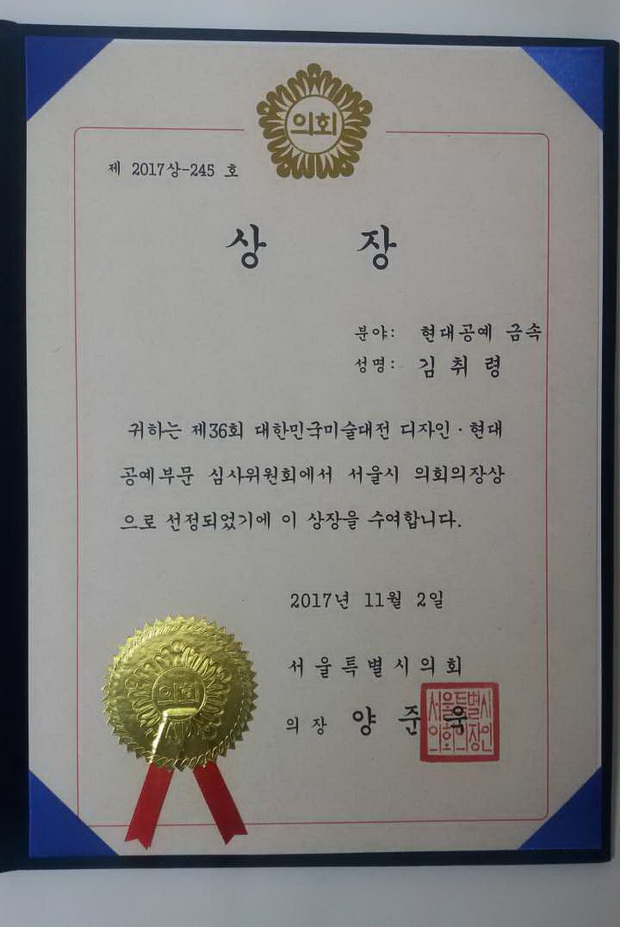 의회
제 2017상-245 호
상 장
분야: 현대공예 금속
성명: 김 취 령
귀하는 제36회 대한민국미술대전 디자인·현대
공예부문 심사위원회에서 서울시 의회의장상
으로 선정되었기에 이 상장을 수여합니다.
2017년 11월 2일
서울특별시의회
의장 양 준 욱
서울특별시
의회의장인
의회